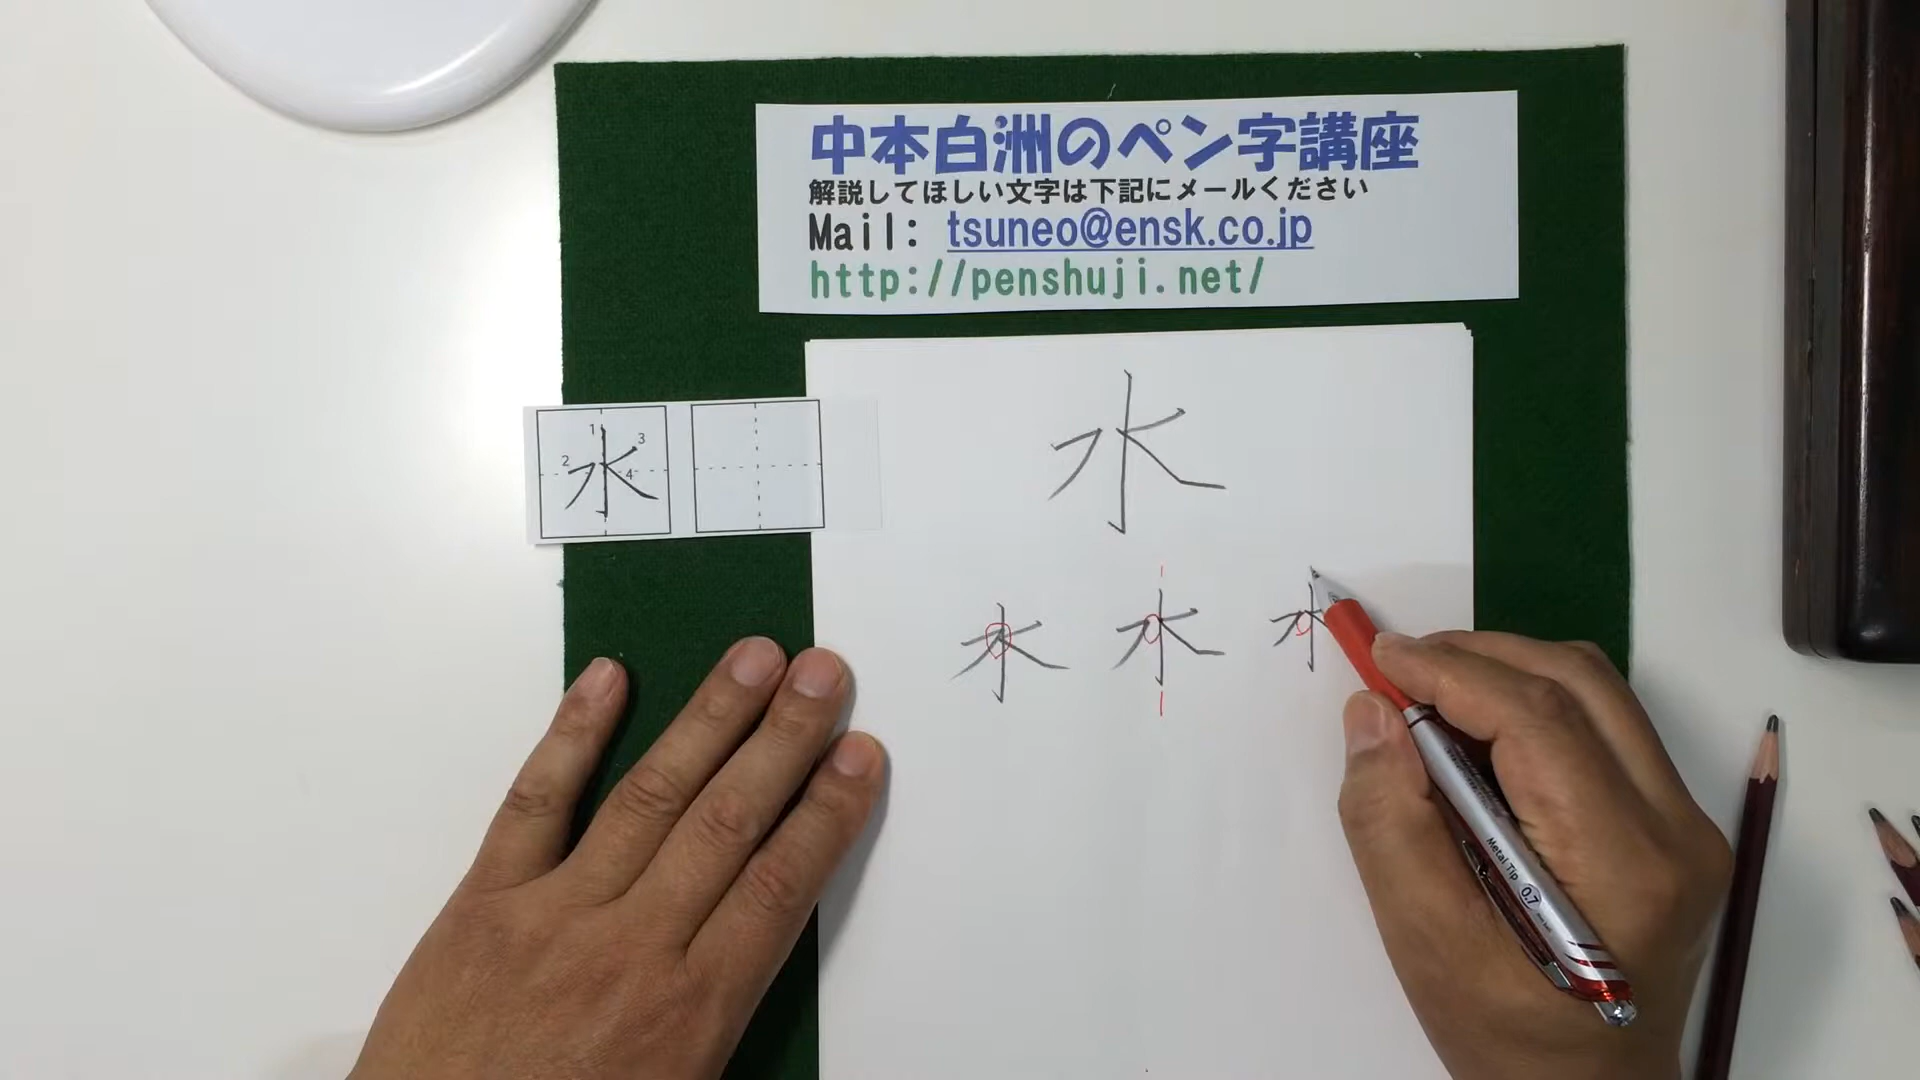 中本白洲のペン字講座
解説してほしい文字は下記にメールください
Mail: tsuneo@ensk.co.jp
http://penshuji.net/
水
1
2
3
4
水
水 水 水
Metal Tip 0.7